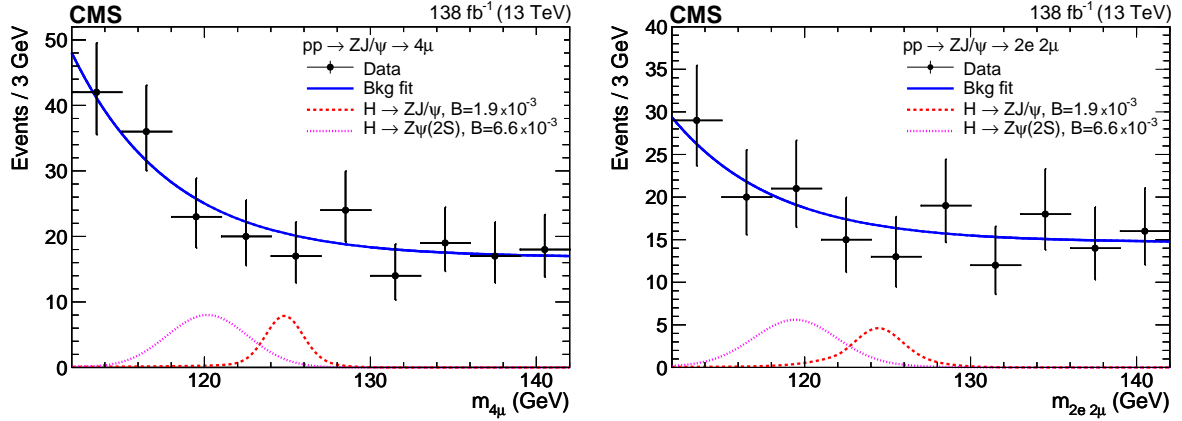 CMS 138 fb⁻¹ (13 TeV)
Events / 3 GeV
50
40
30
20
10
0
pp → ZJ/ψ → 4μ
Data
Bkg fit
H → ZJ/ψ, B=1.9×10⁻³
H → Zψ(2S), B=6.6×10⁻³
120 130 140
m4μ (GeV)
CMS 138 fb⁻¹ (13 TeV)
Events / 3 GeV
40
35
30
25
20
15
10
5
0
pp → ZJ/ψ → 2e 2μ
Data
Bkg fit
H → ZJ/ψ, B=1.9×10⁻³
H → Zψ(2S), B=6.6×10⁻³
120 130 140
m2e 2μ (GeV)